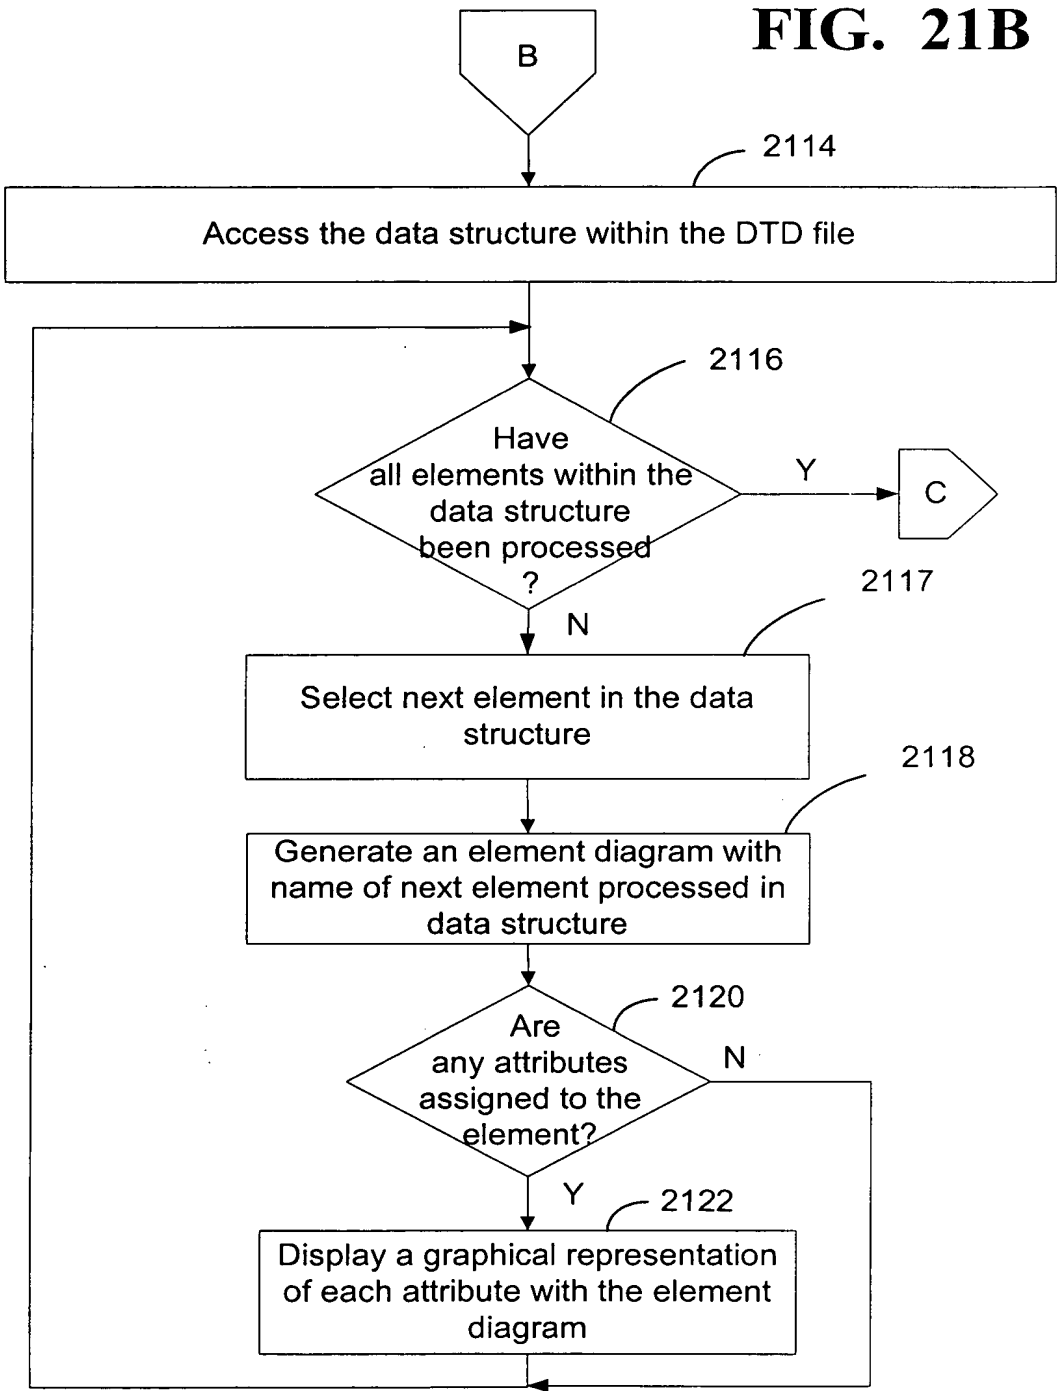 FIG. 21B
B
2114
Access the data structure within the DTD file
2116
Have
all elements within the
data structure
been processed
?
Y
C
N
2117
Select next element in the data
structure
2118
Generate an element diagram with
name of next element processed in
data structure
2120
Are
any attributes
assigned to the
element?
N
Y
2122
Display a graphical representation
of each attribute with the element
diagram